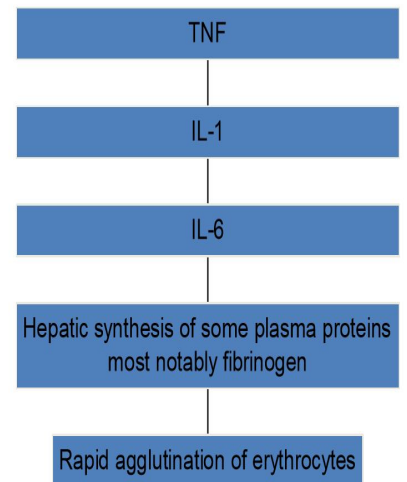 TNF
IL-1
IL-6
Hepatic synthesis of some plasma proteins
most notably fibrinogen
Rapid agglutination of erythrocytes